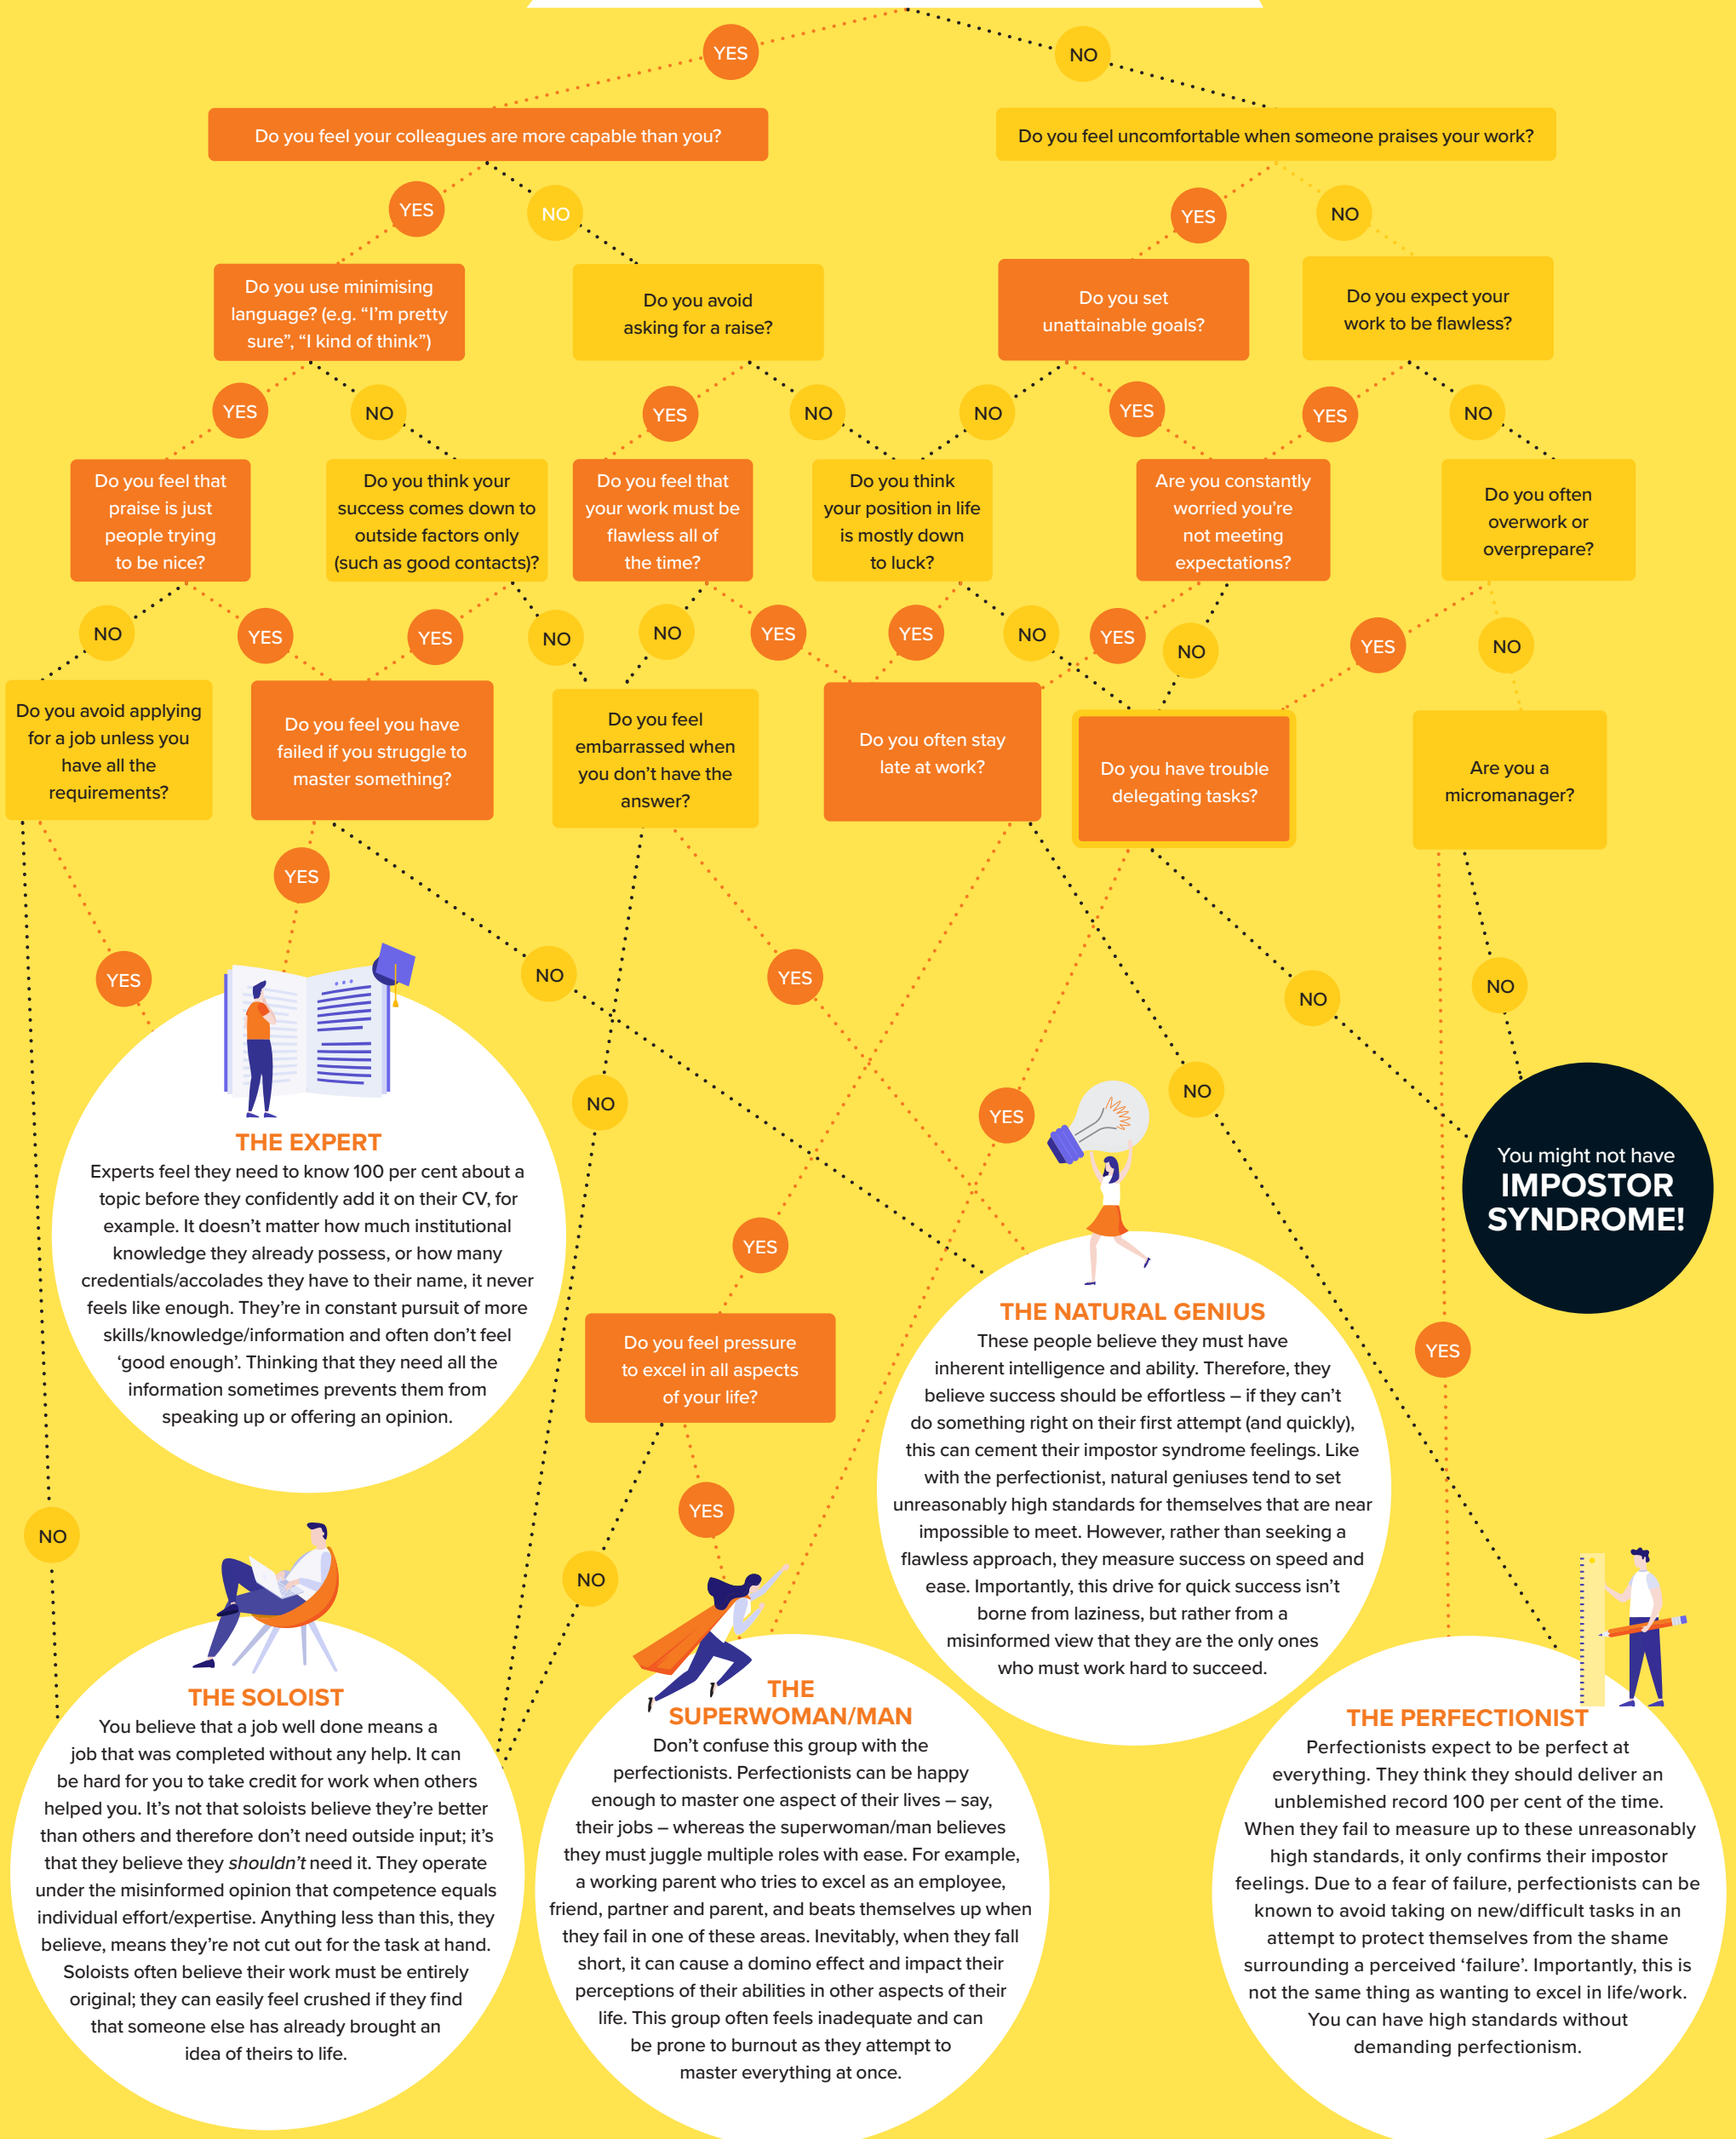 YES
NO
Do you feel your colleagues are more capable than you?
Do you feel uncomfortable when someone praises your work?
YES
NO
YES
NO
Do you use minimising
language? (e.g. “I’m pretty
sure”, “I kind of think”)
Do you avoid
asking for a raise?
Do you set
unattainable goals?
Do you expect your
work to be flawless?
YES
NO
YES
NO
NO
YES
YES
NO
Do you feel that
praise is just
people trying
to be nice?
Do you think your
success comes down to
outside factors only
(such as good contacts)?
Do you feel that
your work must be
flawless all of
the time?
Do you think
your position in life
is mostly down
to luck?
Are you constantly
worried you’re
not meeting
expectations?
Do you often
overwork or
overprepare?
NO
YES
YES
NO
NO
YES
YES
NO
YES
NO
YES
NO
Do you avoid applying
for a job unless you
have all the
requirements?
Do you feel you have
failed if you struggle to
master something?
Do you feel
embarrassed when
you don’t have the
answer?
Do you often stay
late at work?
Do you have trouble
delegating tasks?
Are you a
micromanager?
YES
YES
NO
YES
NO
NO
NO
YES
NO
THE EXPERT
Experts feel they need to know 100 per cent about a
topic before they confidently add it on their CV, for
example. It doesn’t matter how much institutional
knowledge they already possess, or how many
credentials/accolades they have to their name, it never
feels like enough. They’re in constant pursuit of more
skills/knowledge/information and often don’t feel
‘good enough’. Thinking that they need all the
information sometimes prevents them from
speaking up or offering an opinion.
You might not have
IMPOSTOR
SYNDROME!
YES
Do you feel pressure
to excel in all aspects
of your life?
THE NATURAL GENIUS
These people believe they must have
inherent intelligence and ability. Therefore, they
believe success should be effortless – if they can’t
do something right on their first attempt (and quickly),
this can cement their impostor syndrome feelings. Like
with the perfectionist, natural geniuses tend to set
unreasonably high standards for themselves that are near
impossible to meet. However, rather than seeking a
flawless approach, they measure success on speed and
ease. Importantly, this drive for quick success isn’t
borne from laziness, but rather from a
misinformed view that they are the only ones
who must work hard to succeed.
YES
NO
YES
NO
THE SOLOIST
You believe that a job well done means a
job that was completed without any help. It can
be hard for you to take credit for work when others
helped you. It’s not that soloists believe they’re better
than others and therefore don’t need outside input; it’s
that they believe they shouldn’t need it. They operate
under the misinformed opinion that competence equals
individual effort/expertise. Anything less than this, they
believe, means they’re not cut out for the task at hand.
Soloists often believe their work must be entirely
original; they can easily feel crushed if they find
that someone else has already brought an
idea of theirs to life.
THE
SUPERWOMAN/MAN
Don’t confuse this group with the
perfectionists. Perfectionists can be happy
enough to master one aspect of their lives – say,
their jobs – whereas the superwoman/man believes
they must juggle multiple roles with ease. For example,
a working parent who tries to excel as an employee,
friend, partner and parent, and beats themselves up when
they fail in one of these areas. Inevitably, when they fall
short, it can cause a domino effect and impact their
perceptions of their abilities in other aspects of their
life. This group often feels inadequate and can
be prone to burnout as they attempt to
master everything at once.
THE PERFECTIONIST
Perfectionists expect to be perfect at
everything. They think they should deliver an
unblemished record 100 per cent of the time.
When they fail to measure up to these unreasonably
high standards, it only confirms their impostor
feelings. Due to a fear of failure, perfectionists can be
known to avoid taking on new/difficult tasks in an
attempt to protect themselves from the shame
surrounding a perceived ‘failure’. Importantly, this is
not the same thing as wanting to excel in life/work.
You can have high standards without
demanding perfectionism.